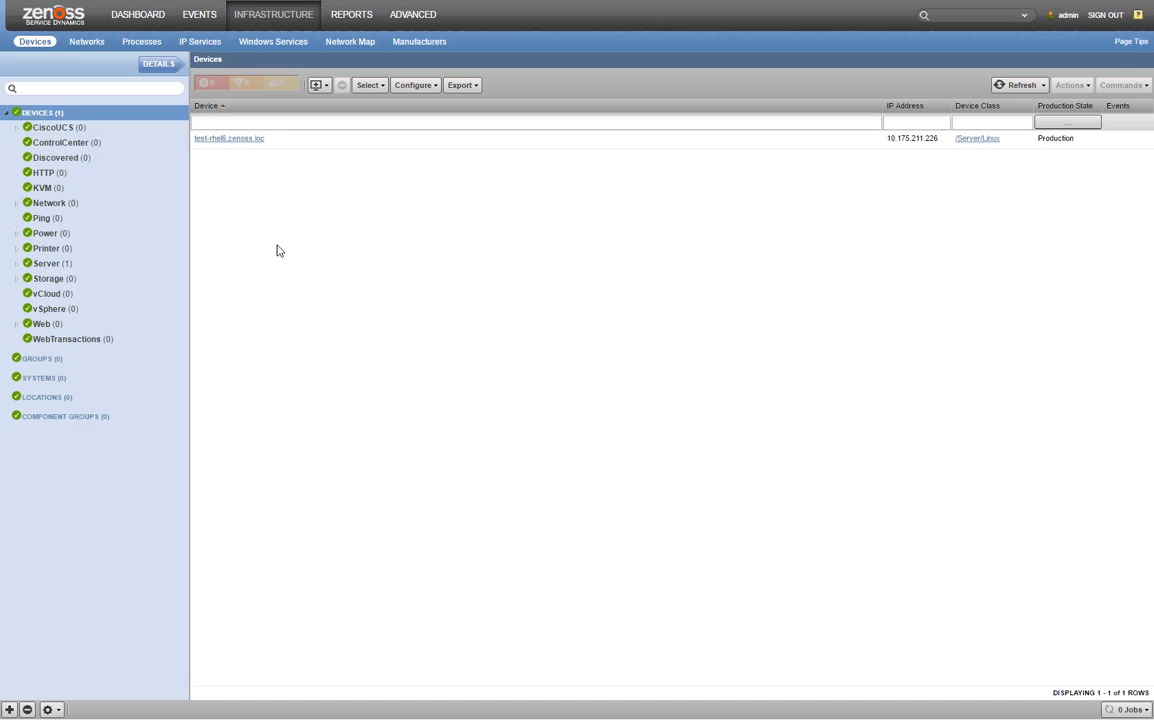 zenoss
SERVICE DYNAMICS
DASHBOARD EVENTS INFRASTRUCTURE REPORTS ADVANCED
admin SIGN OUT ?
Devices Networks Processes IP Services Windows Services Network Map Manufacturers
Page Tips
DETAILS
Devices
0 0 0
Select Configure Export
Refresh Actions Commands
Device IP Address Device Class Production State Events
...
test-rhel6.zenoss.loc 10.175.211.226 /Server/Linux Production
DEVICES (1)
CiscoUCS (0)
ControlCenter (0)
Discovered (0)
HTTP (0)
KVM (0)
Network (0)
Ping (0)
Power (0)
Printer (0)
Server (1)
Storage (0)
vCloud (0)
vSphere (0)
Web (0)
WebTransactions (0)
GROUPS (0)
SYSTEMS (0)
LOCATIONS (0)
COMPONENT GROUPS (0)
DISPLAYING 1 - 1 of 1 ROWS
0 Jobs